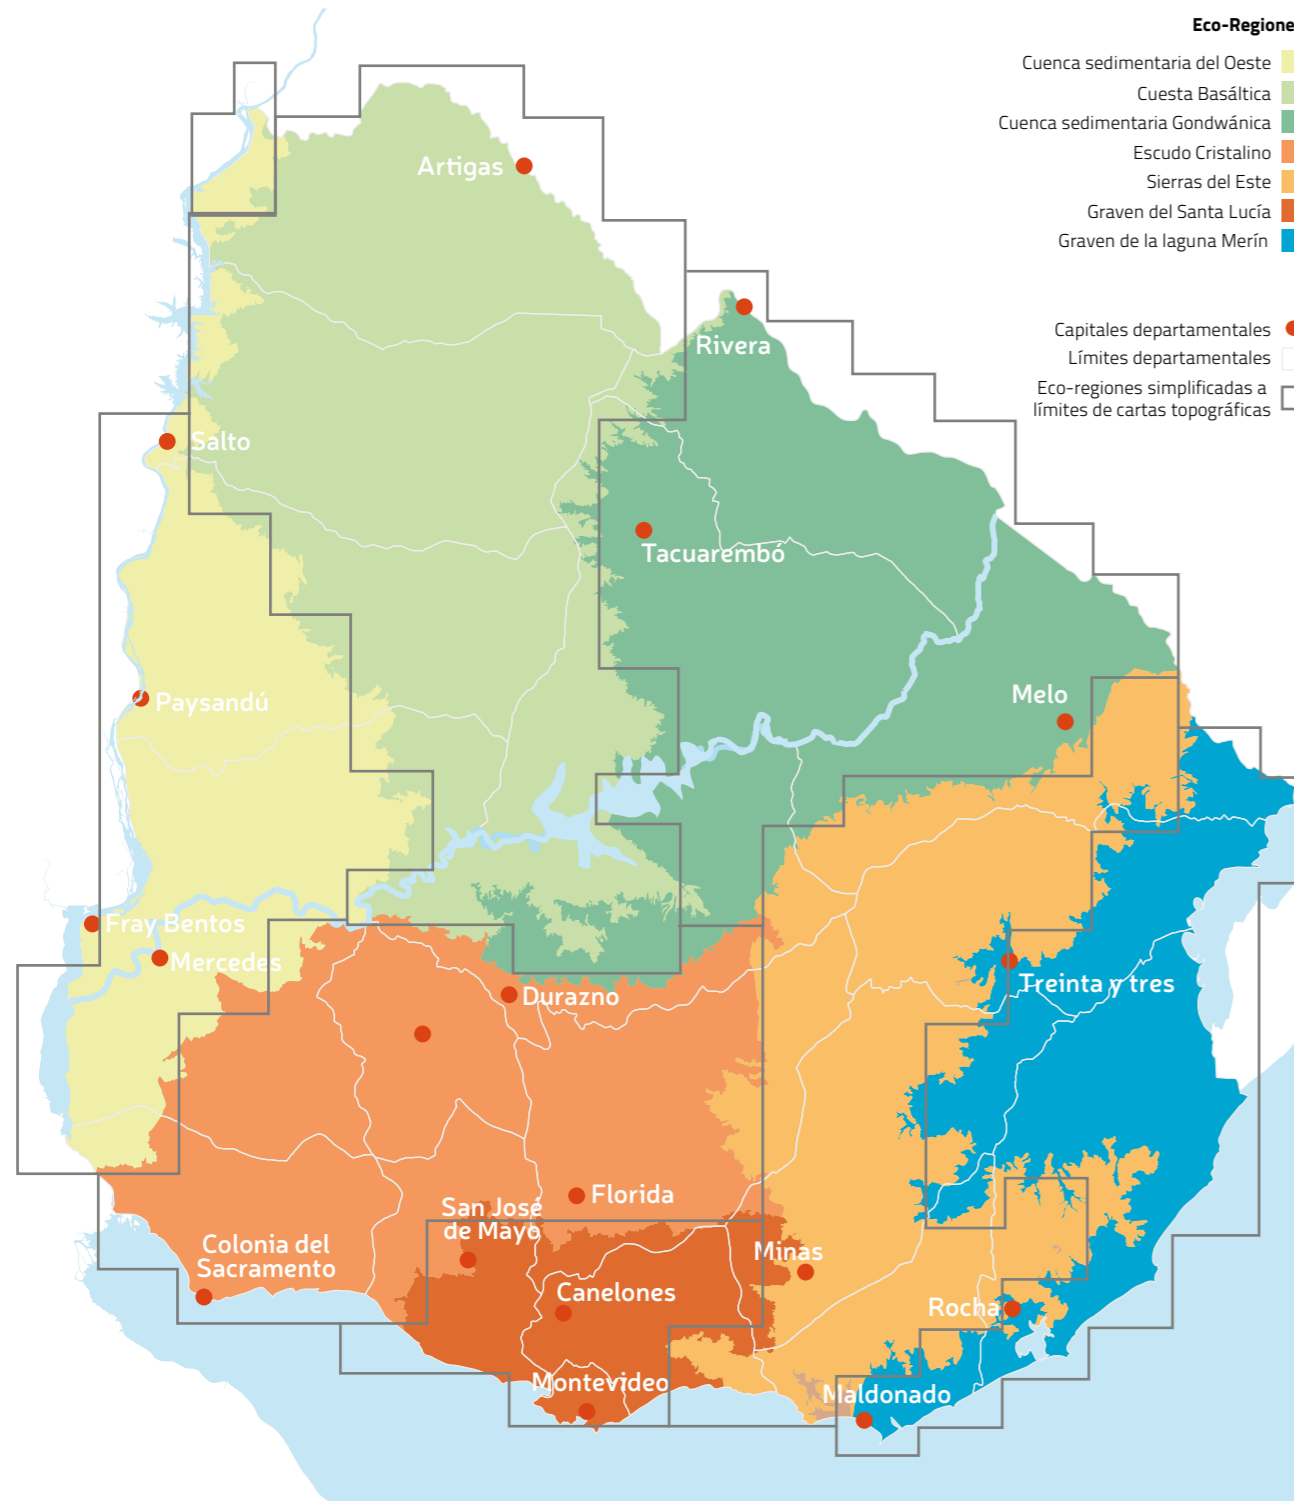 Eco-Regione
Cuenca sedimentaria del Oeste
Cuesta Basáltica
Cuenca sedimentaria Gondwánica
Escudo Cristalino
Sierras del Este
Graven del Santa Lucía
Graven de la laguna Merín
Capitales departamentales
Límites departamentales
Eco-regiones simplificadas a
límites de cartas topográficas
Artigas
Rivera
Salto
Tacuarembó
Melo
Paysandú
Fray Bentos
Mercedes
Durazno
Treinta y tres
Florida
San José
de Mayo
Colonia del
Sacramento
Minas
Canelones
Rocha
Montevideo
Maldonado